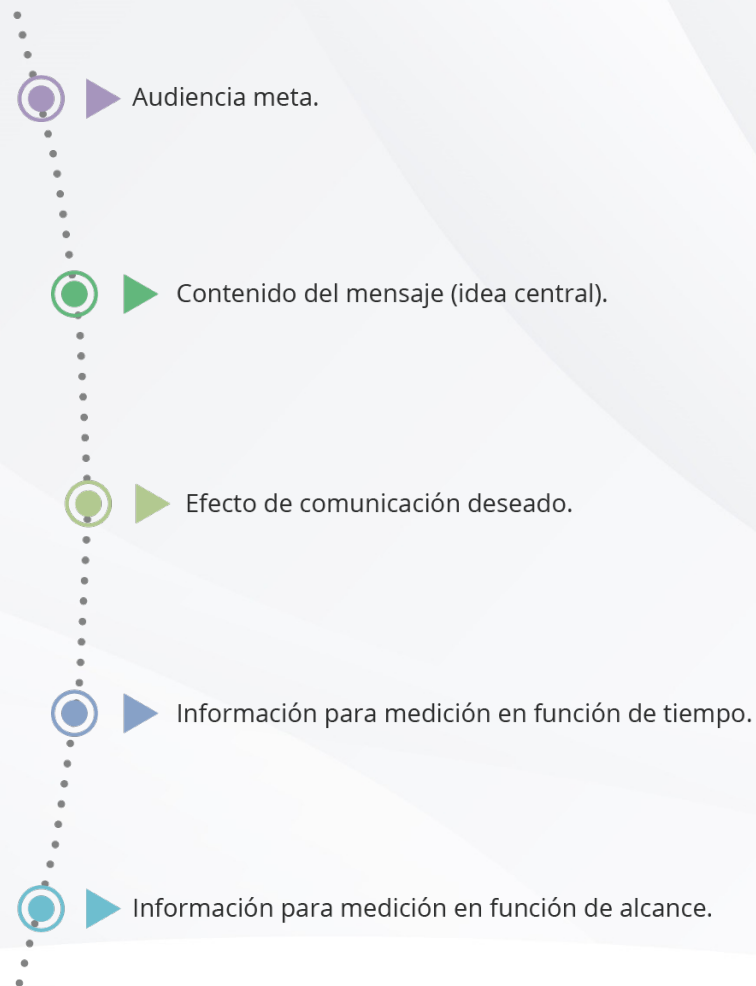 Audiencia meta.
Contenido del mensaje (idea central).
Efecto de comunicación deseado.
Información para medición en función de tiempo.
Información para medición en función de alcance.